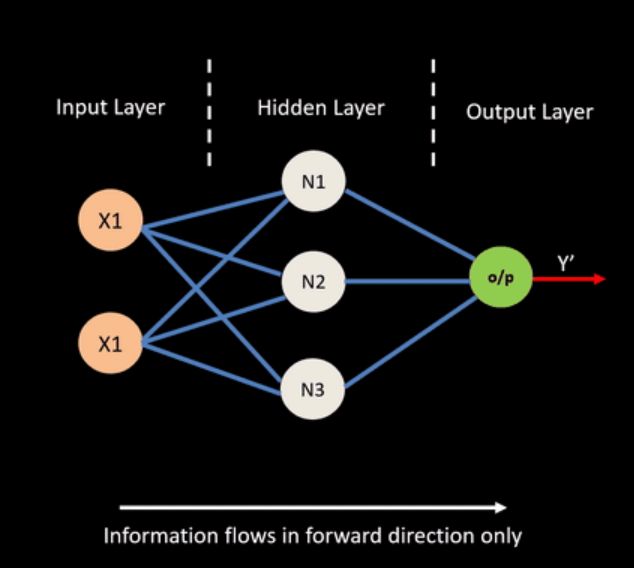 Input Layer
Hidden Layer
Output Layer
N1
X1
N2
o/p
Y'
X1
N3
Information flows in forward direction only